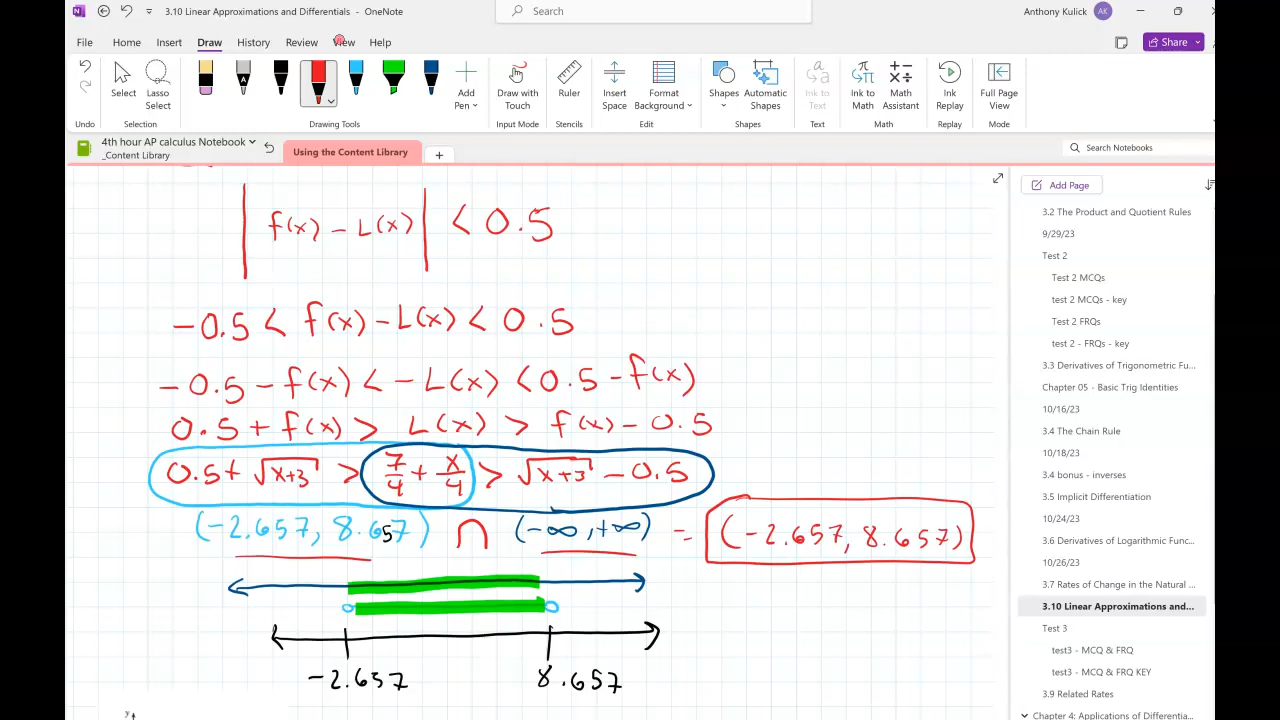 3.10 Linear Approximations and Differentials - OneNote
Search
Anthony Kulick
AK
File Home Insert Draw History Review View Help
Share
Select
Lasso Select
Add Pen
Draw with Touch
Ruler
Insert Space
Format Background
Shapes
Automatic Shapes
Ink to Text
Ink to Math
Math Assistant
Ink Replay
Full Page View
Undo
Selection
Drawing Tools
Input Mode
Stencils
Edit
Shapes
Text
Math
Replay
Mode
4th hour AP calculus Notebook
_Content Library
Using the Content Library
+
Search Notebooks
| f(x) - L(x) | < 0.5
-0.5 < f(x) - L(x) < 0.5
-0.5 - f(x) < -L(x) < 0.5 - f(x)
0.5 + f(x) > L(x) > f(x) - 0.5
0.5 + √x+3 > 7/4 + x/4 > √x+3 - 0.5
(-2.657, 8.657) ∩ (-∞, +∞) = (-2.657, 8.657)
-2.657 8.657
y
Add Page
3.2 The Product and Quotient Rules
9/29/23
Test 2
Test 2 MCQs
test 2 MCQs - key
Test 2 FRQs
test 2 - FRQs - key
3.3 Derivatives of Trigonometric Fu...
Chapter 05 - Basic Trig Identities
10/16/23
3.4 The Chain Rule
10/18/23
3.4 bonus - inverses
3.5 Implicit Differentiation
10/24/23
3.6 Derivatives of Logarithmic Func...
10/26/23
3.7 Rates of Change in the Natural ...
3.10 Linear Approximations and...
Test 3
test3 - MCQ & FRQ
test3 - MCQ & FRQ KEY
3.9 Related Rates
Chapter 4: Applications of Differentia...